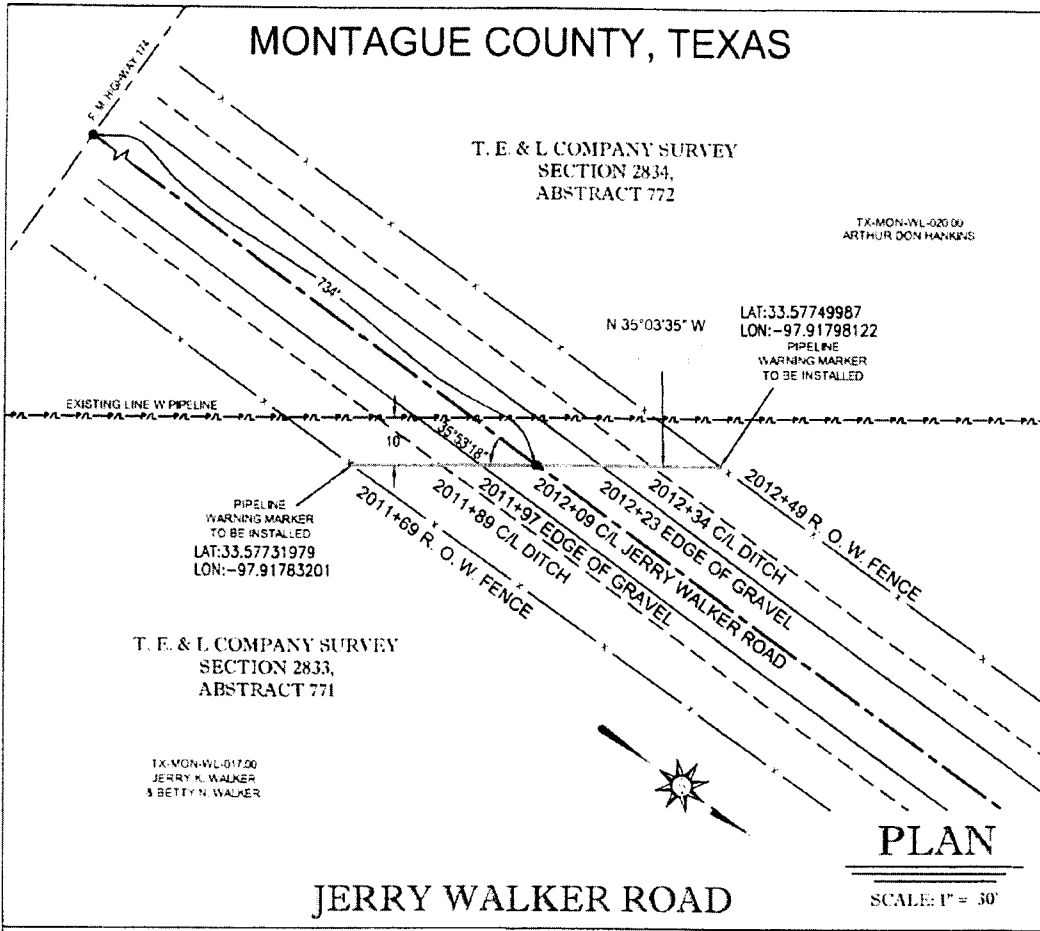 MONTAGUE COUNTY, TEXAS
F. M. HIGHWAY 174
T. E. & L COMPANY SURVEY
SECTION 2834,
ABSTRACT 772
TX-MON-WL-020.00
ARTHUR DON HANKINS
734'
N 35°03'35" W
LAT:33.57749987
LON:-97.91798122
PIPELINE
WARNING MARKER
TO BE INSTALLED
EXISTING LINE W PIPELINE
10'
35°53'18"
PIPELINE
WARNING MARKER
TO BE INSTALLED
LAT:33.57731979
LON:-97.91783201
2011+69 R. O. W. FENCE
2011+89 C/L DITCH
2011+97 EDGE OF GRAVEL
2012+09 C/L JERRY WALKER ROAD
2012+23 EDGE OF GRAVEL
2012+34 C/L DITCH
2012+49 R. O. W. FENCE
T. E. & L COMPANY SURVEY
SECTION 2833,
ABSTRACT 771
TX-MON-WL-017.00
JERRY K. WALKER
& BETTY N. WALKER
PLAN
SCALE: 1" = 30'
JERRY WALKER ROAD